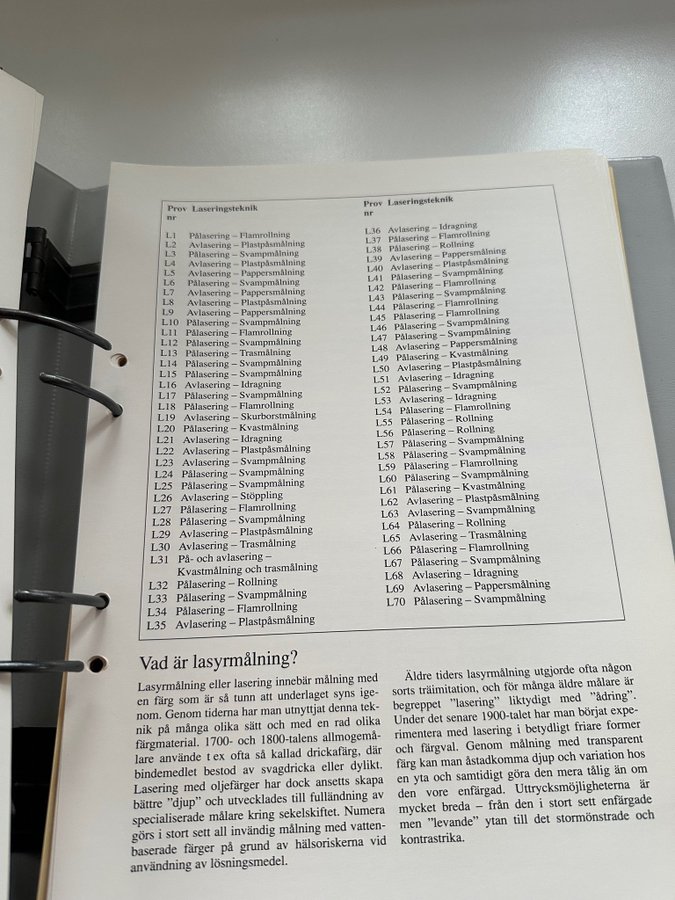 Prov Laseringsteknik
nr
L1 Pålasering – Flamrollning
L2 Avlasering – Plastpåsmålning
L3 Pålasering – Svampmålning
L4 Avlasering – Plastpåsmålning
L5 Avlasering – Pappersmålning
L6 Pålasering – Svampmålning
L7 Avlasering – Pappersmålning
L8 Avlasering – Plastpåsmålning
L9 Avlasering – Pappersmålning
L10 Pålasering – Svampmålning
L11 Pålasering – Flamrollning
L12 Pålasering – Svampmålning
L13 Pålasering – Trasmålning
L14 Pålasering – Svampmålning
L15 Pålasering – Svampmålning
L16 Avlasering – Idragning
L17 Pålasering – Svampmålning
L18 Pålasering – Flamrollning
L19 Avlasering – Skurborstmålning
L20 Pålasering – Kvastmålning
L21 Avlasering – Idragning
L22 Avlasering – Plastpåsmålning
L23 Avlasering – Svampmålning
L24 Pålasering – Svampmålning
L25 Pålasering – Svampmålning
L26 Avlasering – Stöppling
L27 Pålasering – Flamrollning
L28 Pålasering – Svampmålning
L29 Avlasering – Plastpåsmålning
L30 Avlasering – Trasmålning
L31 På- och avlasering –
Kvastmålning och trasmålning
L32 Pålasering – Rollning
L33 Pålasering – Svampmålning
L34 Pålasering – Flamrollning
L35 Avlasering – Plastpåsmålning
Prov Laseringsteknik
nr
L36 Avlasering – Idragning
L37 Pålasering – Flamrollning
L38 Pålasering – Rollning
L39 Avlasering – Pappersmålning
L40 Avlasering – Plastpåsmålning
L41 Pålasering – Svampmålning
L42 Pålasering – Flamrollning
L43 Pålasering – Svampmålning
L44 Pålasering – Flamrollning
L45 Pålasering – Flamrollning
L46 Pålasering – Svampmålning
L47 Pålasering – Svampmålning
L48 Avlasering – Pappersmålning
L49 Pålasering – Kvastmålning
L50 Avlasering – Plastpåsmålning
L51 Avlasering – Idragning
L52 Pålasering – Svampmålning
L53 Avlasering – Idragning
L54 Pålasering – Flamrollning
L55 Pålasering – Rollning
L56 Pålasering – Rollning
L57 Pålasering – Svampmålning
L58 Pålasering – Svampmålning
L59 Pålasering – Flamrollning
L60 Pålasering – Svampmålning
L61 Pålasering – Kvastmålning
L62 Avlasering – Plastpåsmålning
L63 Avlasering – Svampmålning
L64 Pålasering – Rollning
L65 Avlasering – Trasmålning
L66 Pålasering – Flamrollning
L67 Pålasering – Svampmålning
L68 Avlasering – Idragning
L69 Avlasering – Pappersmålning
L70 Pålasering – Svampmålning
Vad är lasyrmålning?
Lasyrmålning eller lasering innebär målning med
en färg som är så tunn att underlaget syns ige-
nom. Genom tiderna har man utnyttjat denna tek-
nik på många olika sätt och med en rad olika
färgmaterial. 1700- och 1800-talens allmogemå-
lare använde t ex ofta så kallad drickafärg, där
bindemedlet bestod av svagdricka eller dylikt.
Lasering med oljefärger har dock ansetts skapa
bättre ”djup” och utvecklades till fulländning av
specialiserade målare kring sekelskiftet. Numera
görs i stort sett all invändig målning med vatten-
baserade färger på grund av hälsoriskerna vid
användning av lösningsmedel.
Äldre tiders lasyrmålning utgjorde ofta någon
sorts träimitation, och för många äldre målare är
begreppet ”lasering” liktydigt med ”ådring”.
Under det senare 1900-talet har man börjat expe-
rimentera med lasering i betydligt friare former
och färgval. Genom målning med transparent
färg kan man åstadkomma djup och variation hos
en yta och samtidigt göra den mera tålig än om
den vore enfärgad. Uttrycksmöjligheterna är
mycket breda – från den i stort sett enfärgade
men ”levande” ytan till det stormönstrade och
kontrastrika.